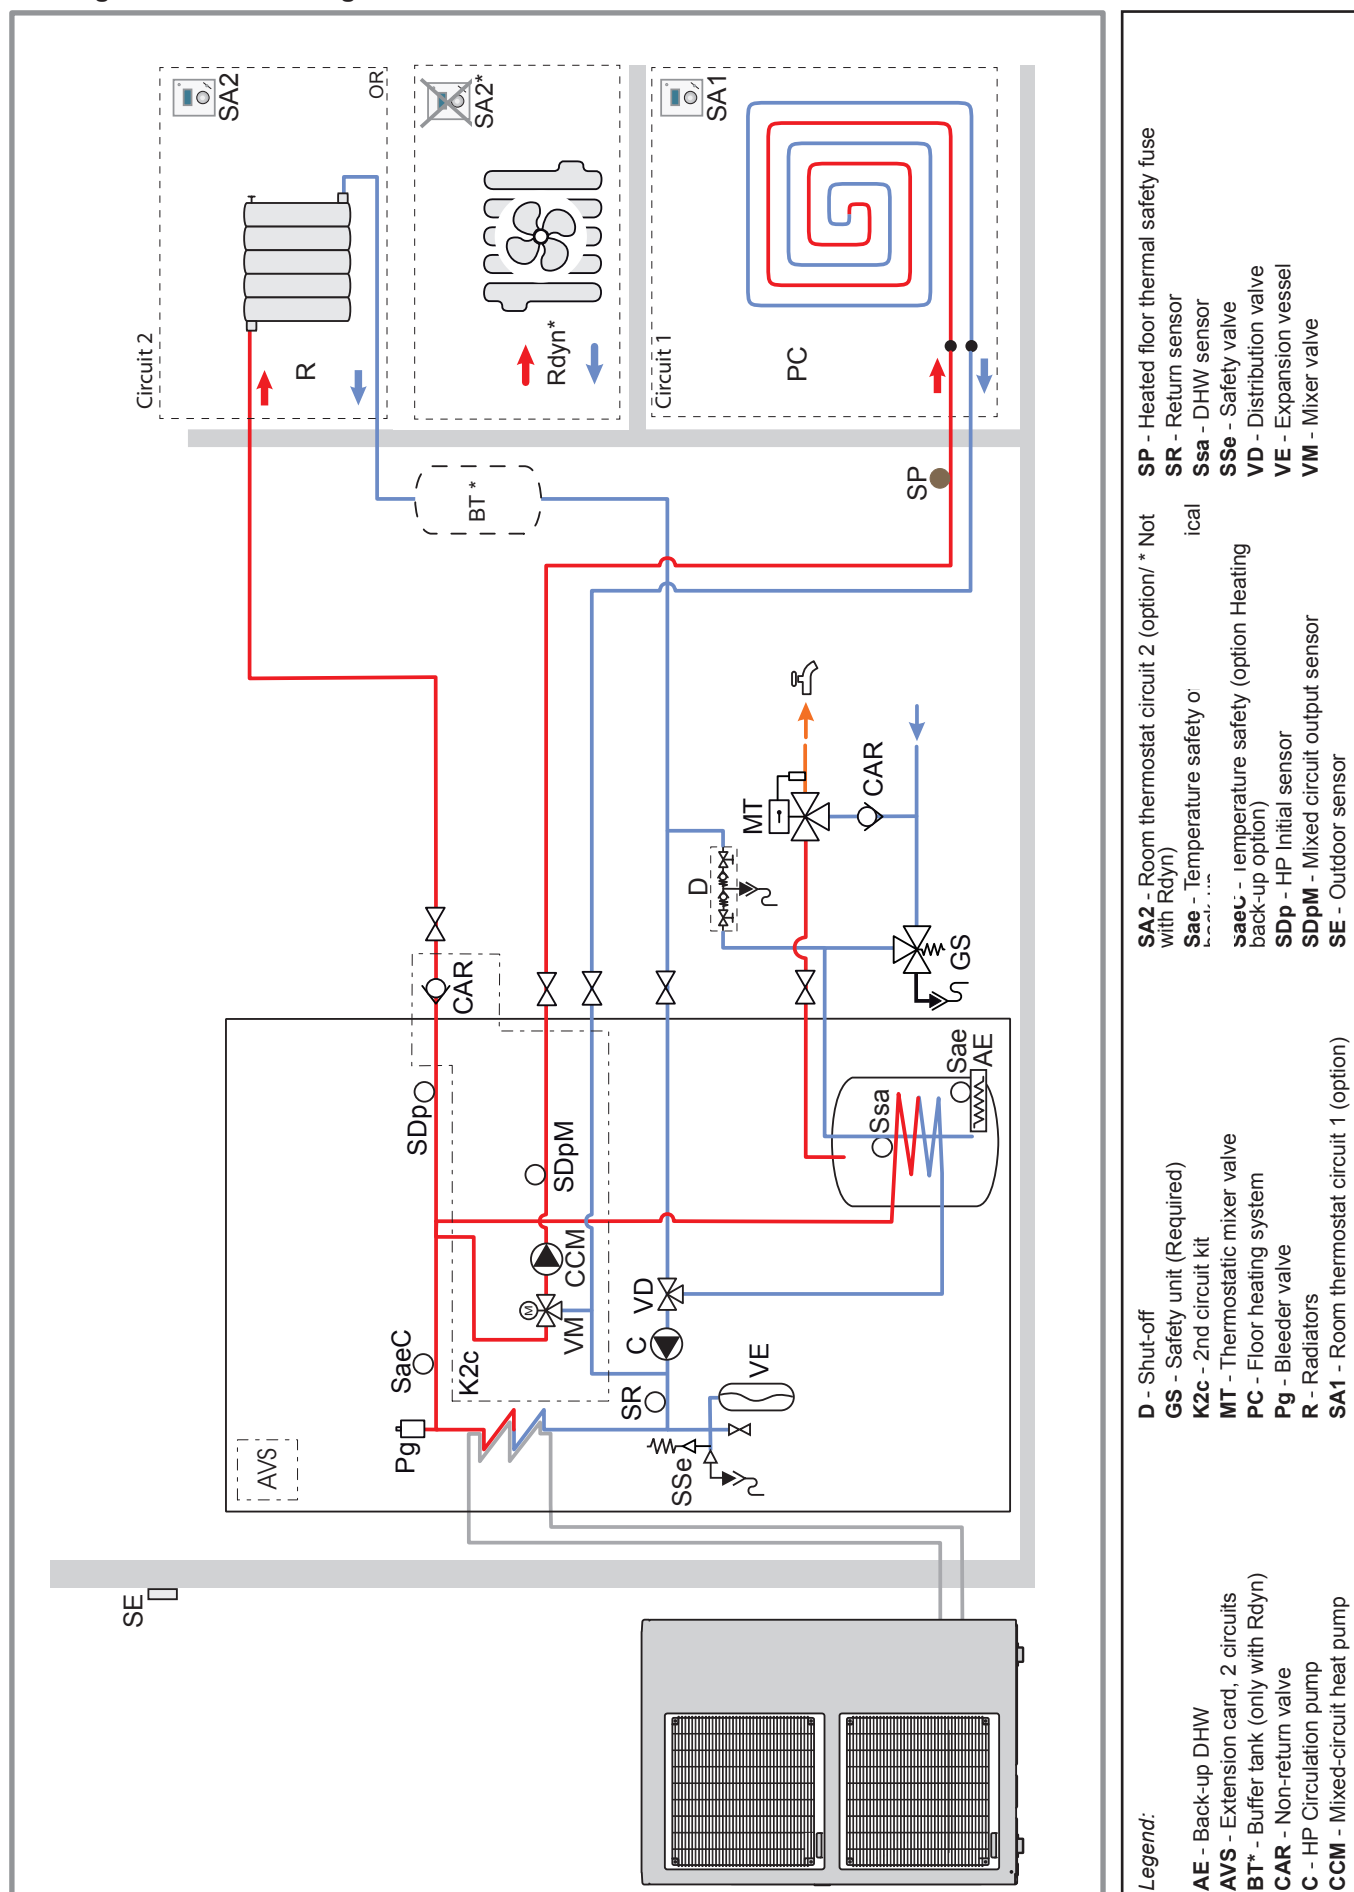 SE
AVS
Pg
SaeC
K2c
VM
CCM
SDpM
SDp
CAR
SR
C
VD
VE
SSe
Ssa
Sae
AE
GS
D
MT
CAR
SP
BT *
M
Circuit 2
R
SA2
OR
Rdyn*
SA2*
Circuit 1
PC
SA1
Legend:
AE - Back-up DHW
AVS - Extension card, 2 circuits
BT* - Buffer tank (only with Rdyn)
CAR - Non-return valve
C - HP Circulation pump
CCM - Mixed-circuit heat pump
D - Shut-off
GS - Safety unit (Required)
K2c - 2nd circuit kit
MT - Thermostatic mixer valve
PC - Floor heating system
Pg - Bleeder valve
R - Radiators
SA1 - Room thermostat circuit 1 (option)
SA2 - Room thermostat circuit 2 (option/ * Not
with Rdyn)
Sae - Temperature safety
ical
SaeC - Temperature safety (option Heating
back-up option)
SDp - HP Initial sensor
SDpM - Mixed circuit output sensor
SE - Outdoor sensor
SP - Heated floor thermal safety fuse
SR - Return sensor
Ssa - DHW sensor
SSe - Safety valve
VD - Distribution valve
VE - Expansion vessel
VM - Mixer valve